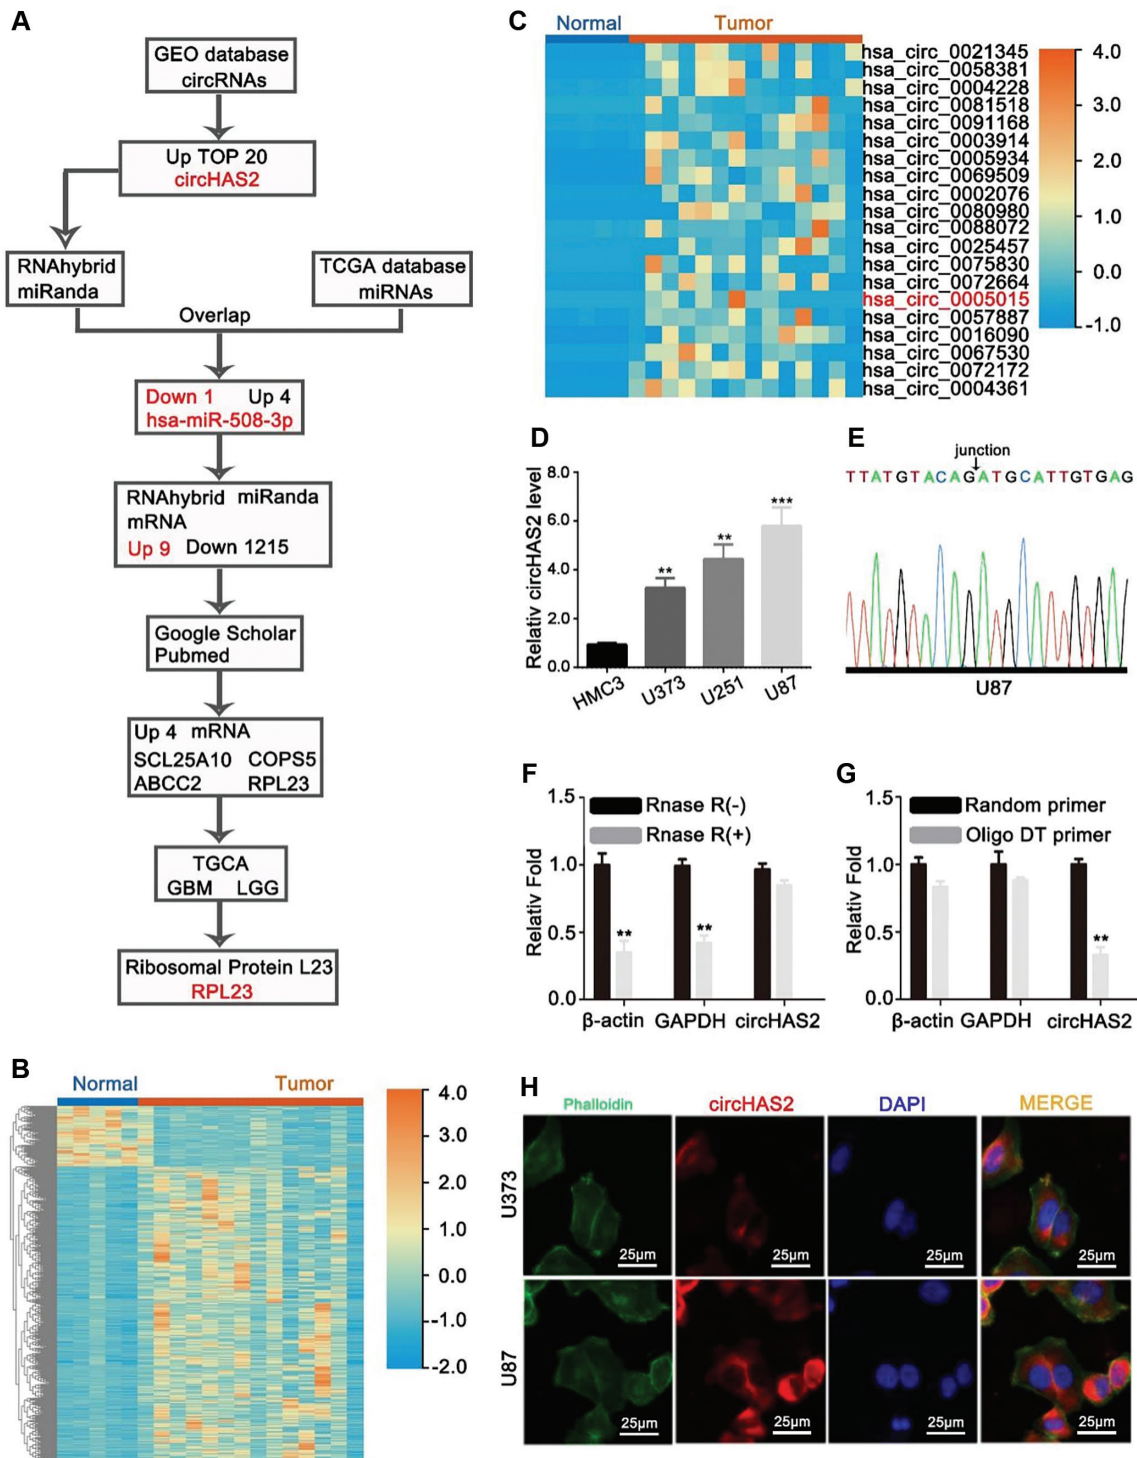 A
GEO database
circRNAs
Up TOP 20
circHAS2
RNAhybrid
miRanda
TCGA database
miRNAs
Overlap
Down 1 Up 4
hsa-miR-508-3p
RNAhybrid miRanda
mRNA
Up 9 Down 1215
Google Scholar
Pubmed
Up 4 mRNA
SCL25A10 COPS5
ABCC2 RPL23
TGCA
GBM LGG
Ribosomal Protein L23
RPL23
B
Normal Tumor
4.0
3.0
2.0
1.0
0.0
-1.0
-2.0
C
Normal Tumor
hsa_circ_0021345
hsa_circ_0058381
hsa_circ_0004228
hsa_circ_0081518
hsa_circ_0091168
hsa_circ_0003914
hsa_circ_0005934
hsa_circ_0069509
hsa_circ_0002076
hsa_circ_0080980
hsa_circ_0088072
hsa_circ_0025457
hsa_circ_0075830
hsa_circ_0072664
hsa_circ_0005015
hsa_circ_0057887
hsa_circ_0016090
hsa_circ_0067530
hsa_circ_0072172
hsa_circ_0004361
4.0
3.0
2.0
1.0
0.0
-1.0
D
Relativ circHAS2 level
8.0
6.0
4.0
2.0
0.0
**
**
***
HMC3 U373 U251 U87
E
junction
TTATGTACAGATGCATTGTGAG
U87
F
Relativ Fold
1.5
1.0
0.5
0.0
Rnase R(-)
Rnase R(+)
**
**
β-actin GAPDH circHAS2
G
Relativ Fold
1.5
1.0
0.5
0.0
Random primer
Oligo DT primer
**
β-actin GAPDH circHAS2
H
Phalloidin circHAS2 DAPI MERGE
U373
25μm 25μm 25μm 25μm
U87
25μm 25μm 25μm 25μm